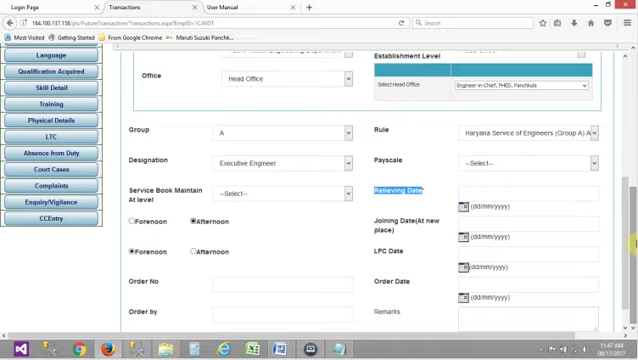 Login Page × Transactions × User Manual × +
164.100.137.158/pis/FutureTransaction/Transactions.aspx?EmpID=1C4VDT Search
Most Visited Getting Started From Google Chrome Maruti Suzuki Panchkul...
Language
Qualification Acquired
Skill Detail
Training
Physical Details
LTC
Absence from Duty
Court Cases
Complaints
Enquiry/Vigilance
CCEntry
Establishment Level
Office Head Office
Select Head Office Engineer-in-Chief, PHED, Panchkula
Group A Rule Haryana Service of Engineers (Group A) A
Designation Executive Engineer Payscale --Select--
Service Book Maintain At level --Select-- Relieving Date*
(dd/mm/yyyy)
Forenoon Afternoon Joining Date(At new place)
(dd/mm/yyyy)
Forenoon Afternoon LPC Date
(dd/mm/yyyy)
Order No Order Date
(dd/mm/yyyy)
Order by Remarks
11:47 AM
08/17/2017